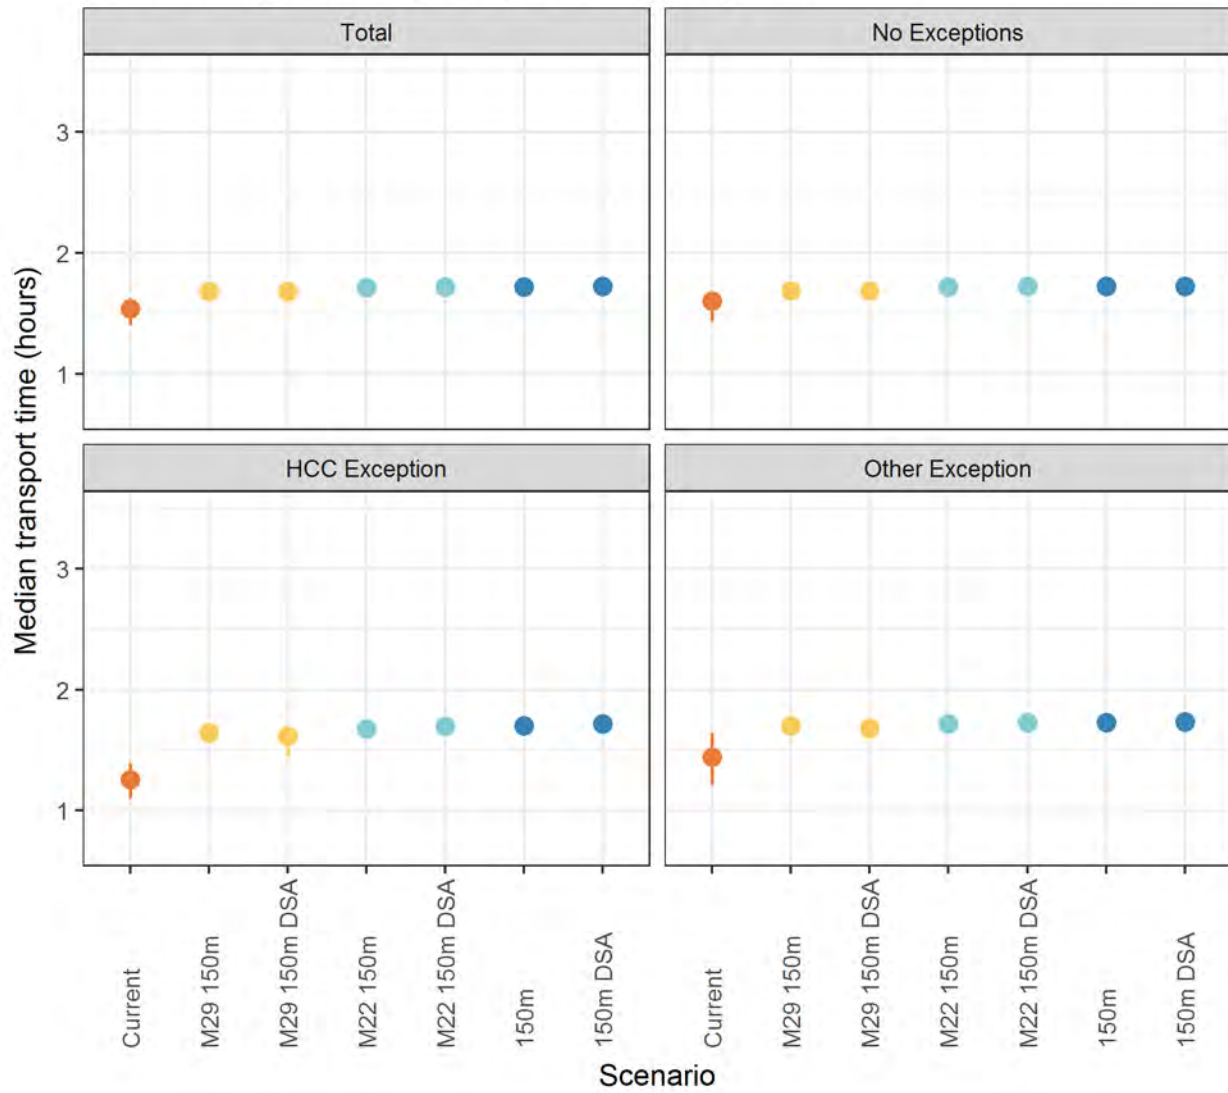 Total
No Exceptions
3
2
1
HCC Exception
Other Exception
3
2
1
Median transport time (hours)
Current
M29 150m
M29 150m DSA
M22 150m
M22 150m DSA
150m
150m DSA
Current
M29 150m
M29 150m DSA
M22 150m
M22 150m DSA
150m
150m DSA
Scenario